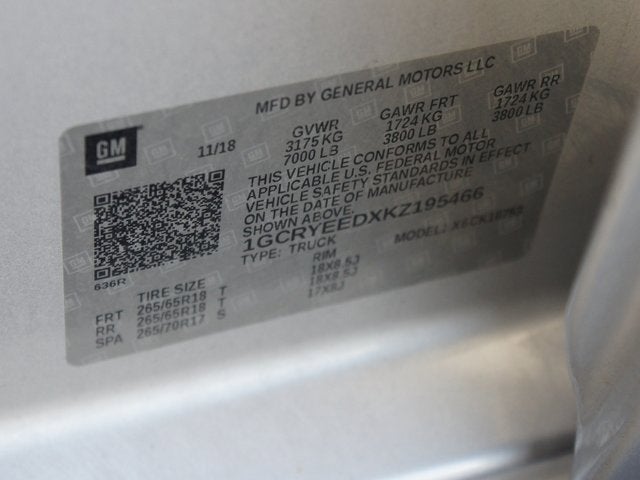 MFD BY GENERAL MOTORS LLC
GM
11/18
GVWR GAWR FRT GAWR RR
3175 KG 1724 KG 1724 KG
7000 LB 3800 LB 3800 LB
THIS VEHICLE CONFORMS TO ALL
APPLICABLE U.S. FEDERAL MOTOR
VEHICLE SAFETY STANDARDS IN EFFECT
ON THE DATE OF MANUFACTURE
SHOWN ABOVE.
1GCRYEEDXKZ195466
TYPE: TRUCK MODEL:
636R
TIRE SIZE RIM
FRT 265/65R18 T 18X8.5J
RR 265/65R18 T 18X8.5J
SPA 265/70R17 S 17X8J